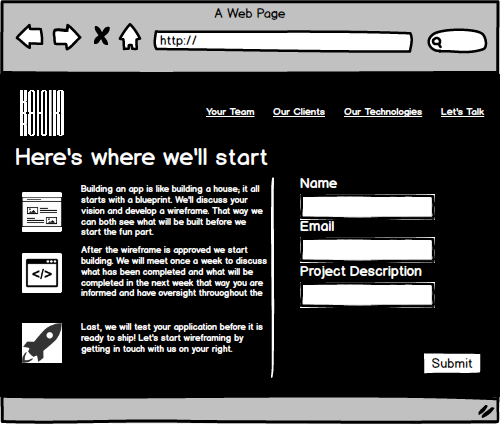 A Web Page
http://
Your Team Our Clients Our Technologies Let's Talk
Here's where we'll start
Building an app is like building a house; it all
starts with a blueprint. We'll discuss your
vision and develop a wireframe. That way we
can both see what will be built before we
start the fun part.
After the wireframe is approved we start
building. We will meet once a week to discuss
what has been completed and what will be
completed in the next week that way you are
informed and have oversight throughout the
Last, we will test your application before it is
ready to ship! Let's start wireframing by
getting in touch with us on your right.
Name
Email
Project Description
Submit